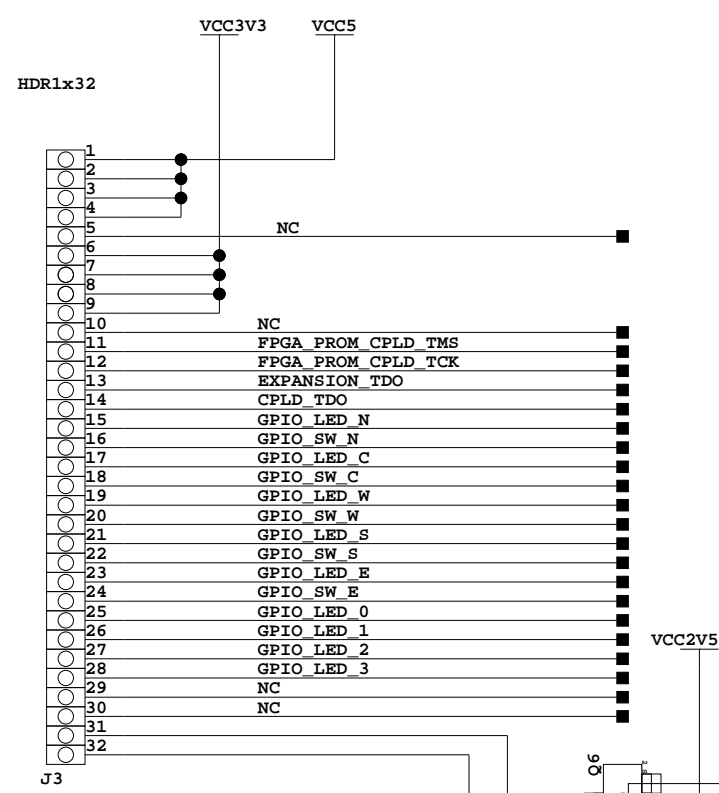 VCC3V3 VCC5
HDR1x32
1
2
3
4
5 NC
6
7
8
9
10 NC
11 FPGA_PROM_CPLD_TMS
12 FPGA_PROM_CPLD_TCK
13 EXPANSION_TDO
14 CPLD_TDO
15 GPIO_LED_N
16 GPIO_SW_N
17 GPIO_LED_C
18 GPIO_SW_C
19 GPIO_LED_W
20 GPIO_SW_W
21 GPIO_LED_S
22 GPIO_SW_S
23 GPIO_LED_E
24 GPIO_SW_E
25 GPIO_LED_0
26 GPIO_LED_1
27 GPIO_LED_2
28 GPIO_LED_3
29 NC
30 NC
31
32
J3
VCC2V5
Q6